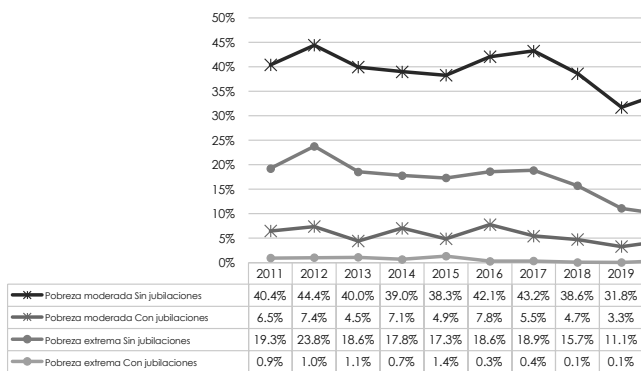 50%
45%
40%
35%
30%
25%
20%
15%
10%
5%
0%
2011 2012 2013 2014 2015 2016 2017 2018 2019
Pobreza moderada Sin jubilaciones 40.4% 44.4% 40.0% 39.0% 38.3% 42.1% 43.2% 38.6% 31.8%
Pobreza moderada Con jubilaciones 6.5% 7.4% 4.5% 7.1% 4.9% 7.8% 5.5% 4.7% 3.3%
Pobreza extrema Sin jubilaciones 19.3% 23.8% 18.6% 17.8% 17.3% 18.6% 18.9% 15.7% 11.1%
Pobreza extrema Con jubilaciones 0.9% 1.0% 1.1% 0.7% 1.4% 0.3% 0.4% 0.1% 0.1%